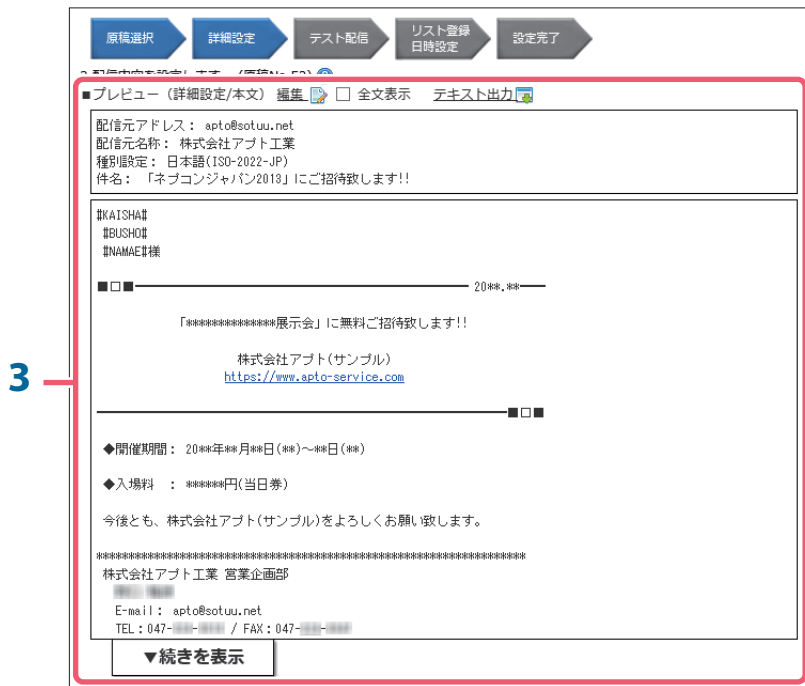 原稿選択
詳細設定
テスト配信
リスト登録
日時設定
設定完了
■プレビュー（詳細設定/本文） 編集 □ 全文表示 テキスト出力
配信元アドレス： apto@sotuu.net
配信元名称： 株式会社アプト工業
種別設定： 日本語(ISO-2022-JP)
件名： 「ネプコンジャパン2013」にご招待致します!!
#KAISHA#
#BUSHO#
#NAMAE#様
■□■━━━━━━━━━━━━━━━━━━━━━━━━━━ 20**.**━━
「**************展示会」に無料ご招待致します!!
株式会社アプト(サンプル)
https://www.apto-service.com
━━━━━━━━━━━━━━━━━━━━━━━━━━━━━━━━■□■
◆開催期間： 20**年**月**日(**)～**日(**)
◆入場料　： ******円(当日券)
今後とも、株式会社アプト(サンプル)をよろしくお願い致します。
*******************************************************************
株式会社アプト工業 営業企画部
E-mail： apto@sotuu.net
TEL：047- - / FAX：047- -
▼続きを表示
3